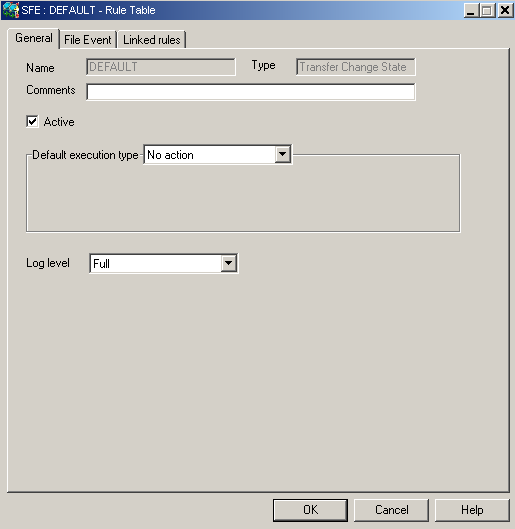 SFE : DEFAULT - Rule Table
General File Event Linked rules
Name DEFAULT Type Transfer Change State
Comments
Active
Default execution type No action
Log level Full
OK Cancel Help